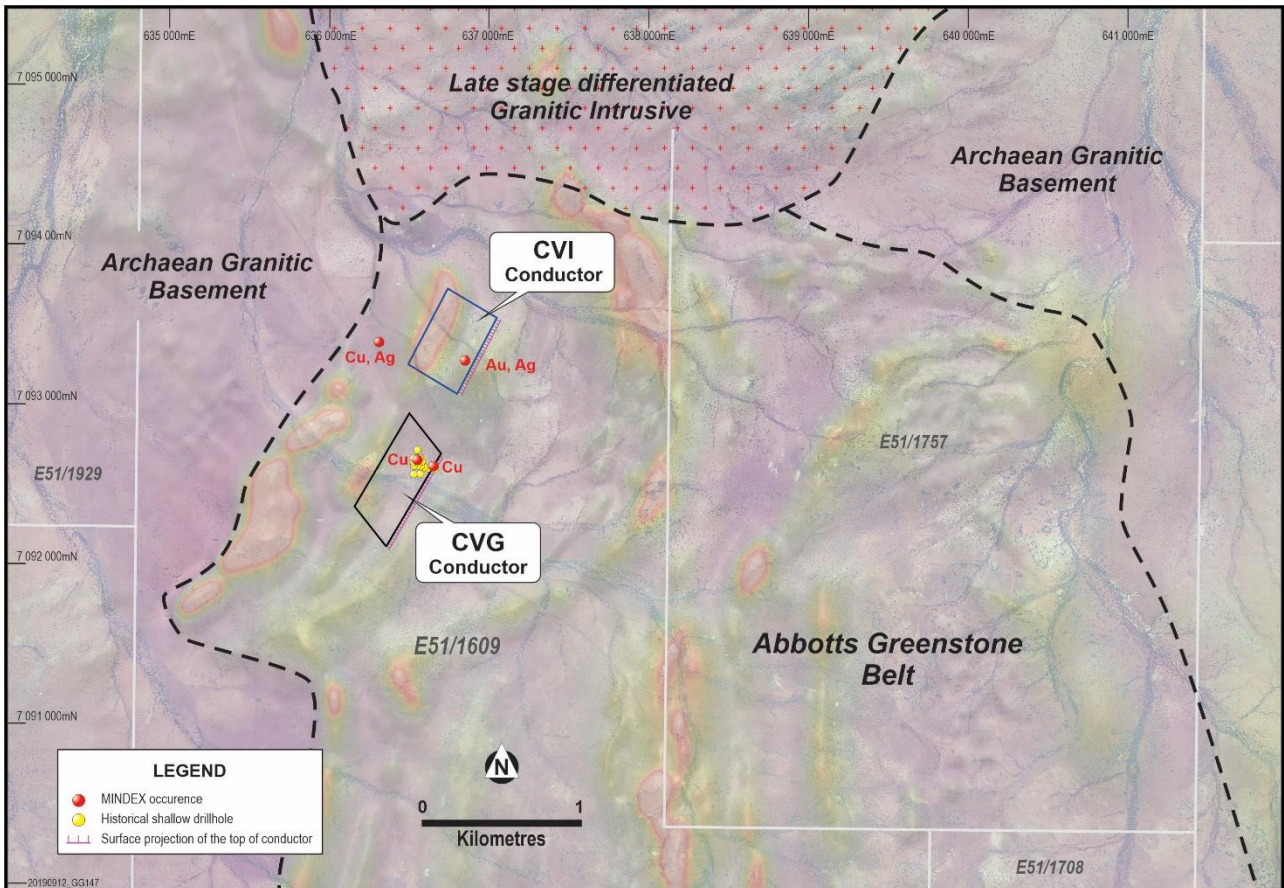 635 000mE
636 000mE
637 000mE
638 000mE
639 000mE
640 000mE
641 000mE
7 095 000mN
Late stage differentiated
Granitic Intrusive
Archaean Granitic
Basement
7 094 00mN
Archaean Granitic
Basement
CVI
Conductor
Cu, Ag
Au, Ag
7 093 000mN
E51/1757
E51/1929
Cu
Cu
CVG
Conductor
7 092 000mN
E51/1609
Abbotts Greenstone
Belt
7 091 000mN
LEGEND
MINDEX occurence
Historical shallow drillhole
Surface projection of the top of conductor
N
0
1
Kilometres
E51/1708
20190912_GG147